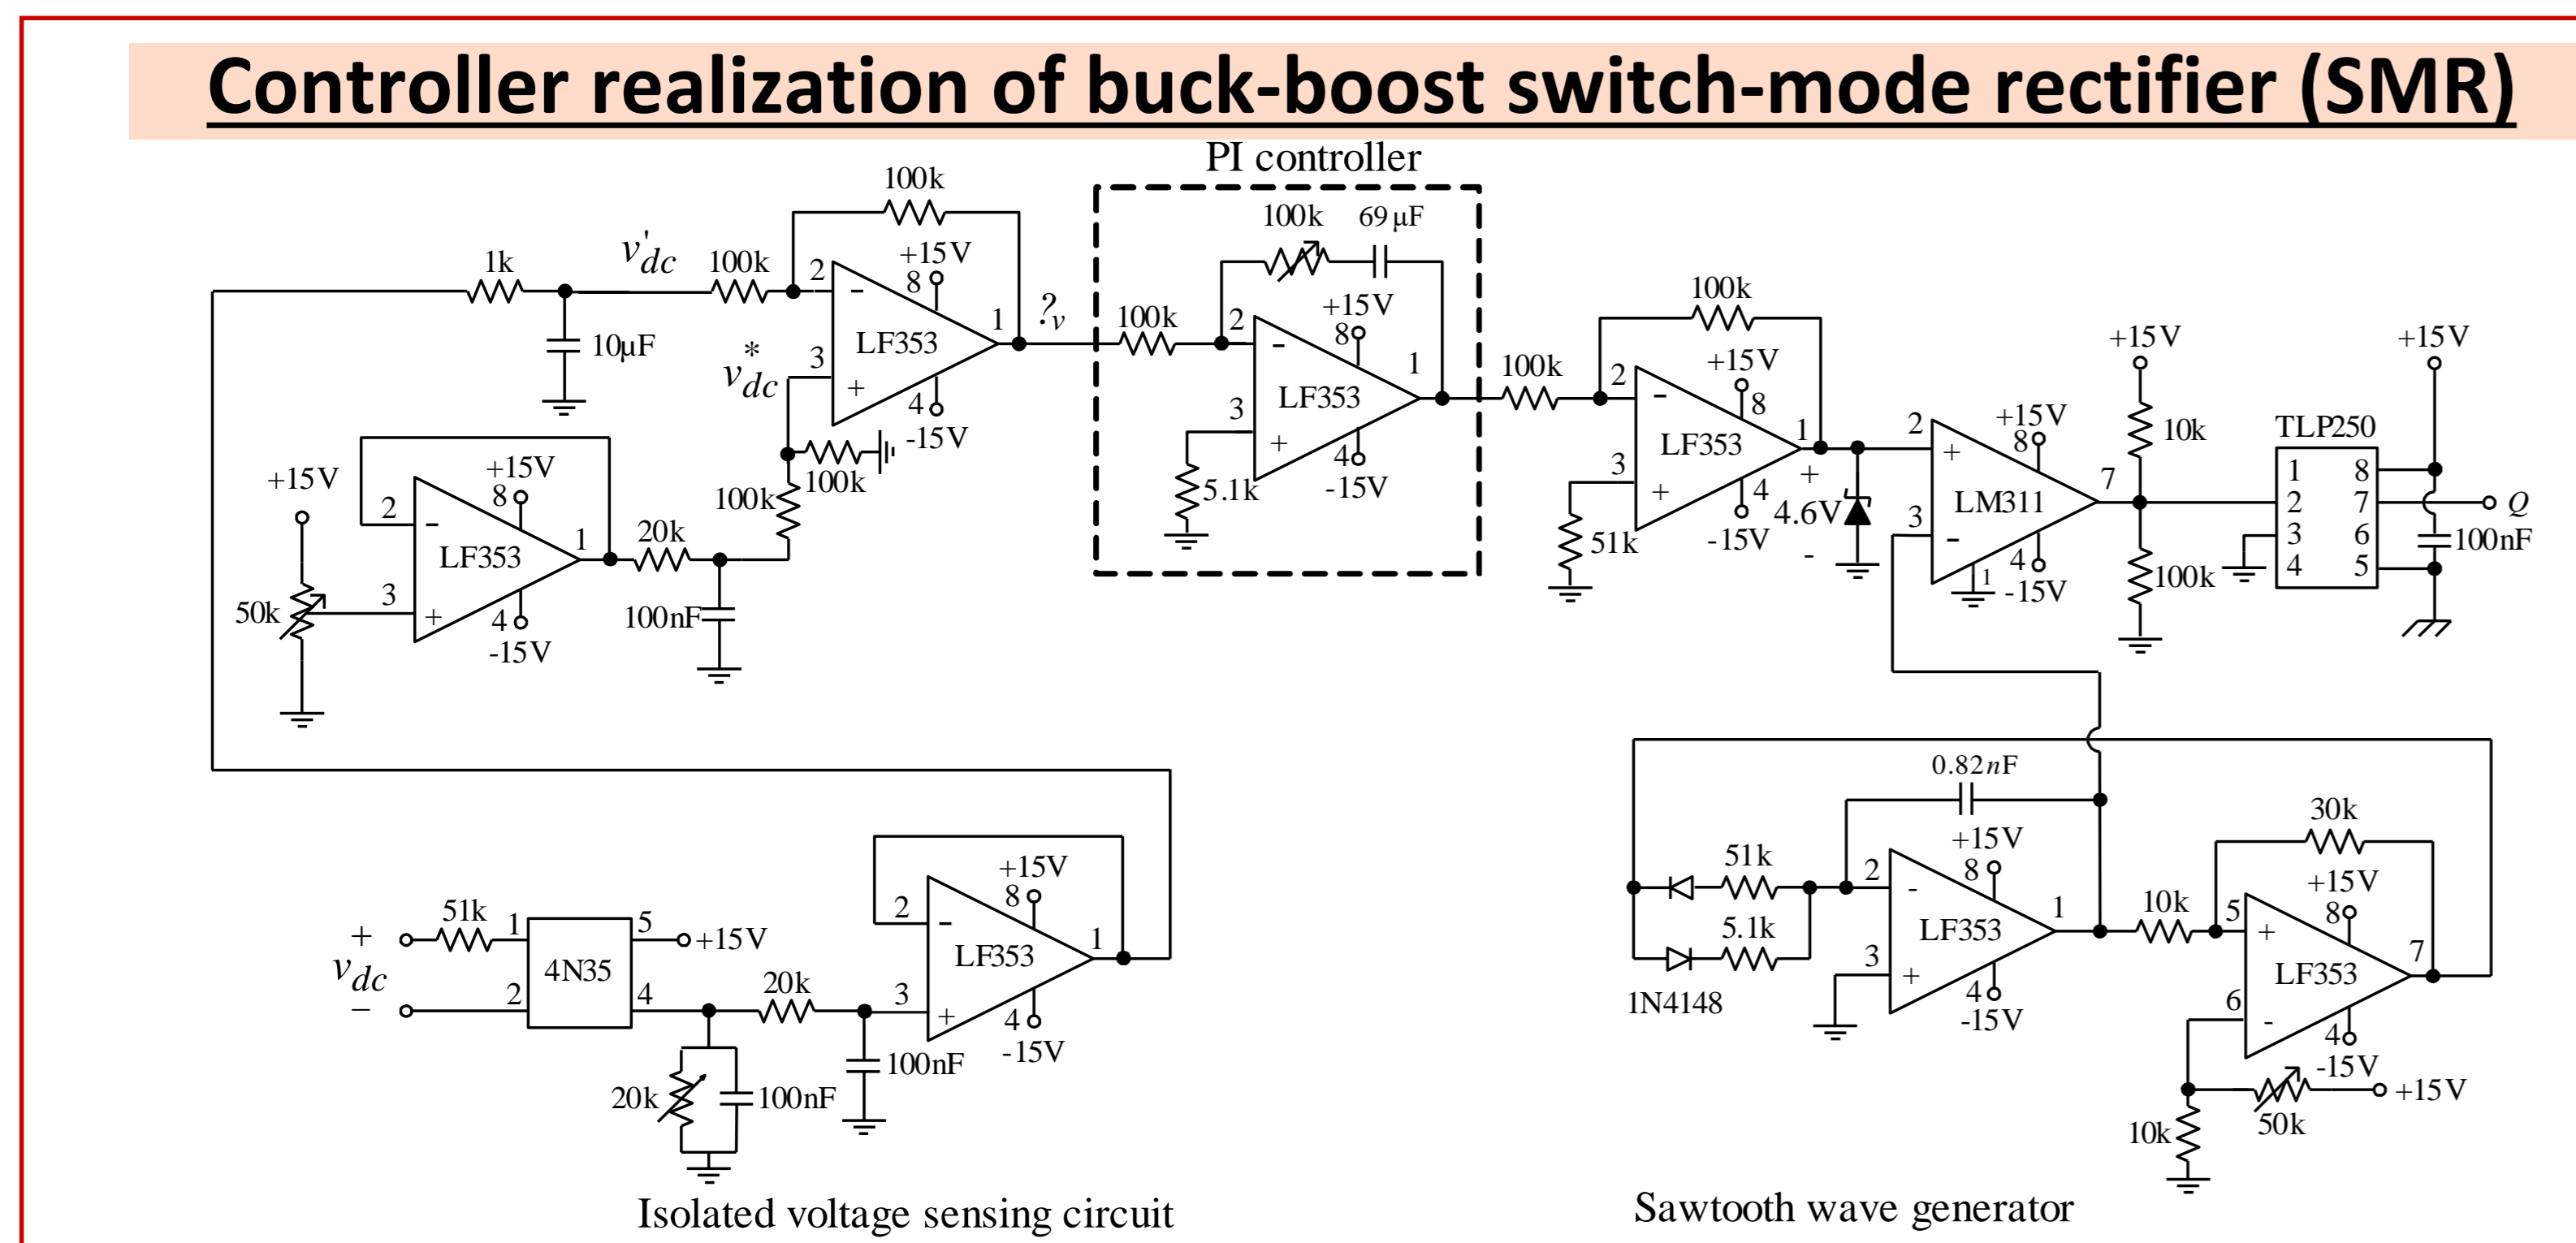 Controller realization of buck-boost switch-mode rectifier (SMR)
PI controller
100k
100k 69μF
1k
v'dc
100k
2
-
+15V
8
LF353
1
?v
10μF
v*dc
3
+
4
-15V
100k
100k
100k
2
-
+15V
8
LF353
1
3
+
4
-15V
5.1k
100k
100k
2
-
+15V
8
LF353
1
3
+
4
-15V
51k
+
4.6V
-
2
+
+15V
8
LM311
7
3
-
4
-15V
1
+15V
10k
100k
TLP250
1 8
2 7
3 6
4 5
+15V
Q
100nF
+15V
50k
2
-
+15V
8
LF353
1
3
+
4
-15V
20k
100nF
+
vdc
−
51k
1 5
4N35
2 4
+15V
20k
20k
100nF
100nF
2
-
+15V
8
LF353
1
3
+
4
-15V
Isolated voltage sensing circuit
0.82nF
51k
5.1k
1N4148
2
-
+15V
8
LF353
1
3
+
4
-15V
10k
30k
5
+
+15V
8
LF353
7
6
-
4
-15V
+15V
50k
10k
Sawtooth wave generator